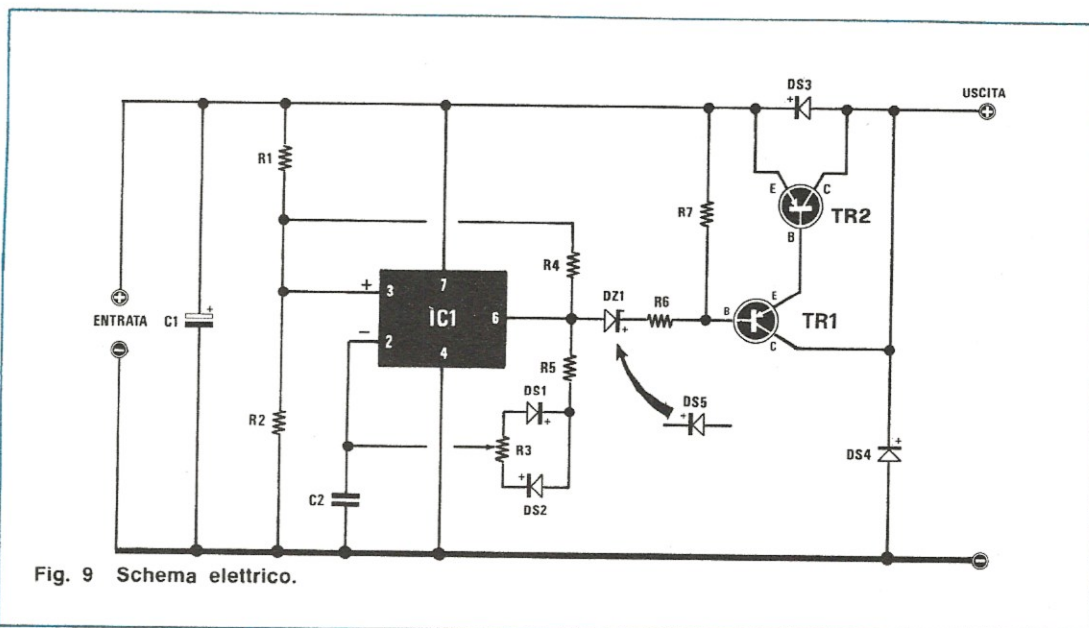 DS3
USCITA
+
R1
E
C
TR2
R7
B
R4
+
3
7
IC1
6
DZ1
+
R6
B
E
TR1
C
+
ENTRATA
C1
+
−
2
4
−
R5
DS1
+
DS5
+
R2
R3
DS4
+
+
DS2
C2
−
Fig. 9 Schema elettrico.